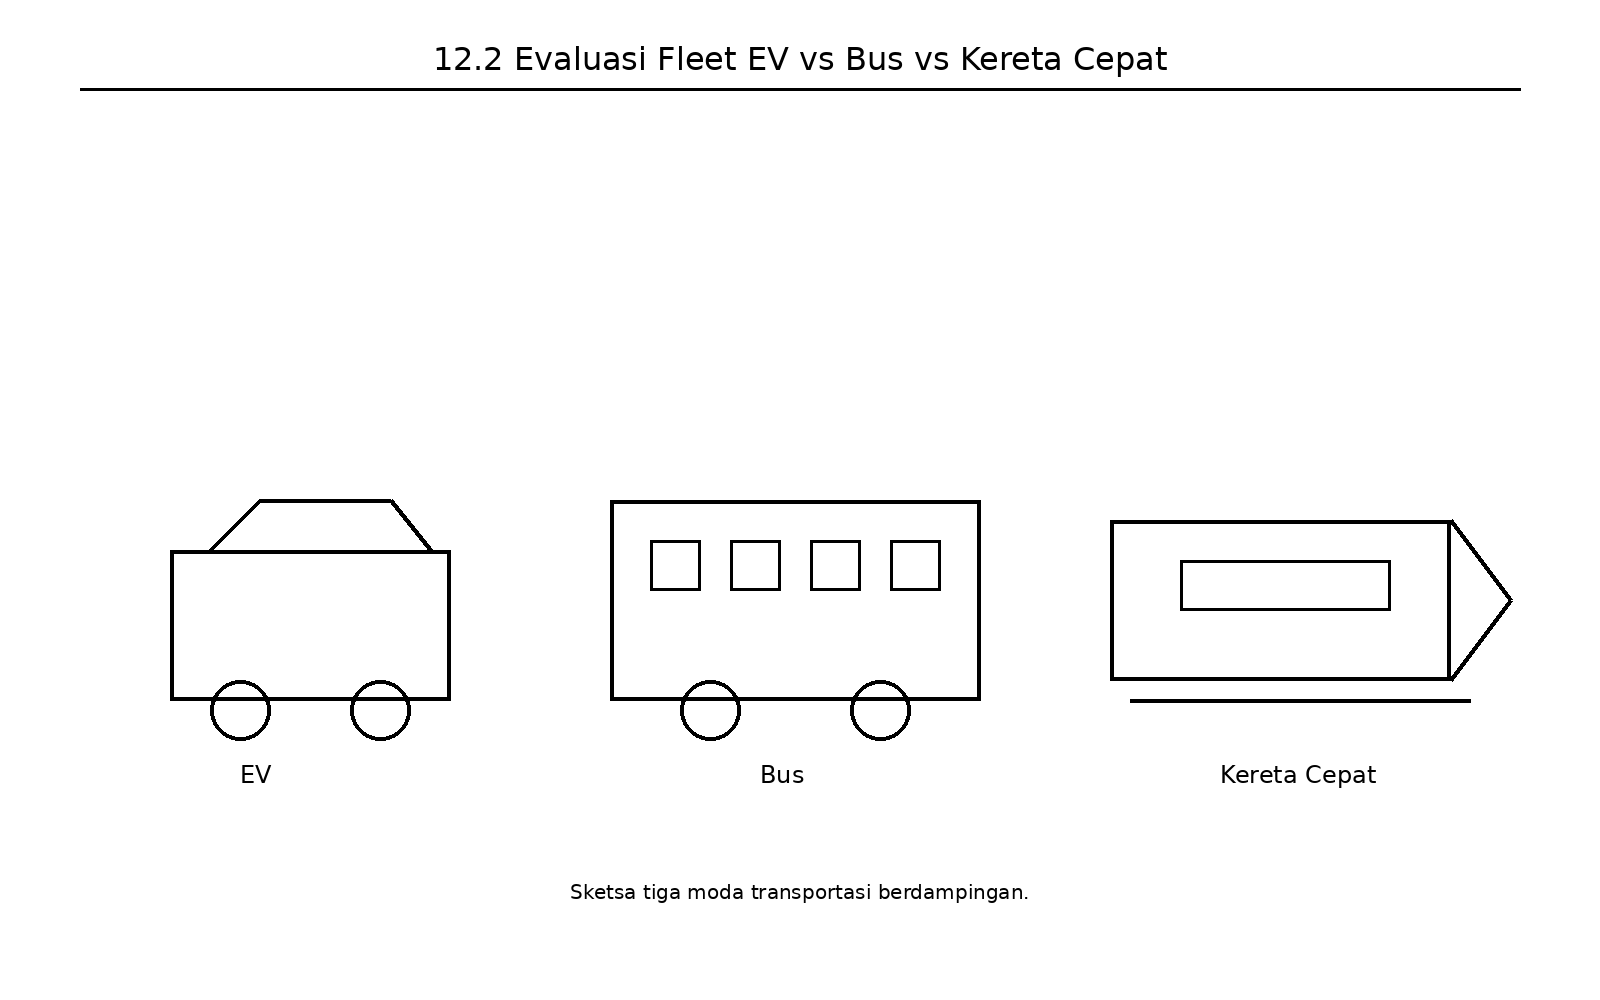 12.2 Evaluasi Fleet EV vs Bus vs Kereta Cepat
EV
Bus
Kereta Cepat
Sketsa tiga moda transportasi berdampingan.